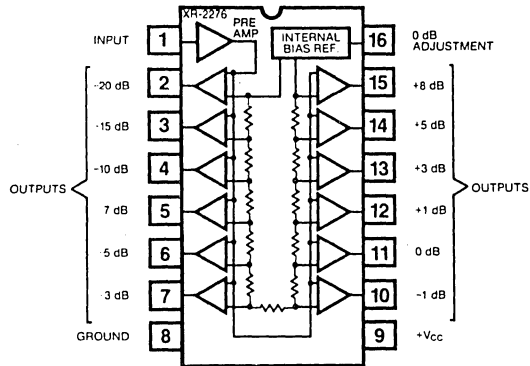 XR-2276
PRE AMP
INTERNAL BIAS REF.
INPUT 1
16 0 dB ADJUSTMENT
-20 dB 2
15 +8 dB
-15 dB 3
14 +5 dB
-10 dB 4
13 +3 dB
OUTPUTS
OUTPUTS
7 dB 5
12 +1 dB
5 dB 6
11 0 dB
3 dB 7
10 -1 dB
GROUND 8
9 +VCC